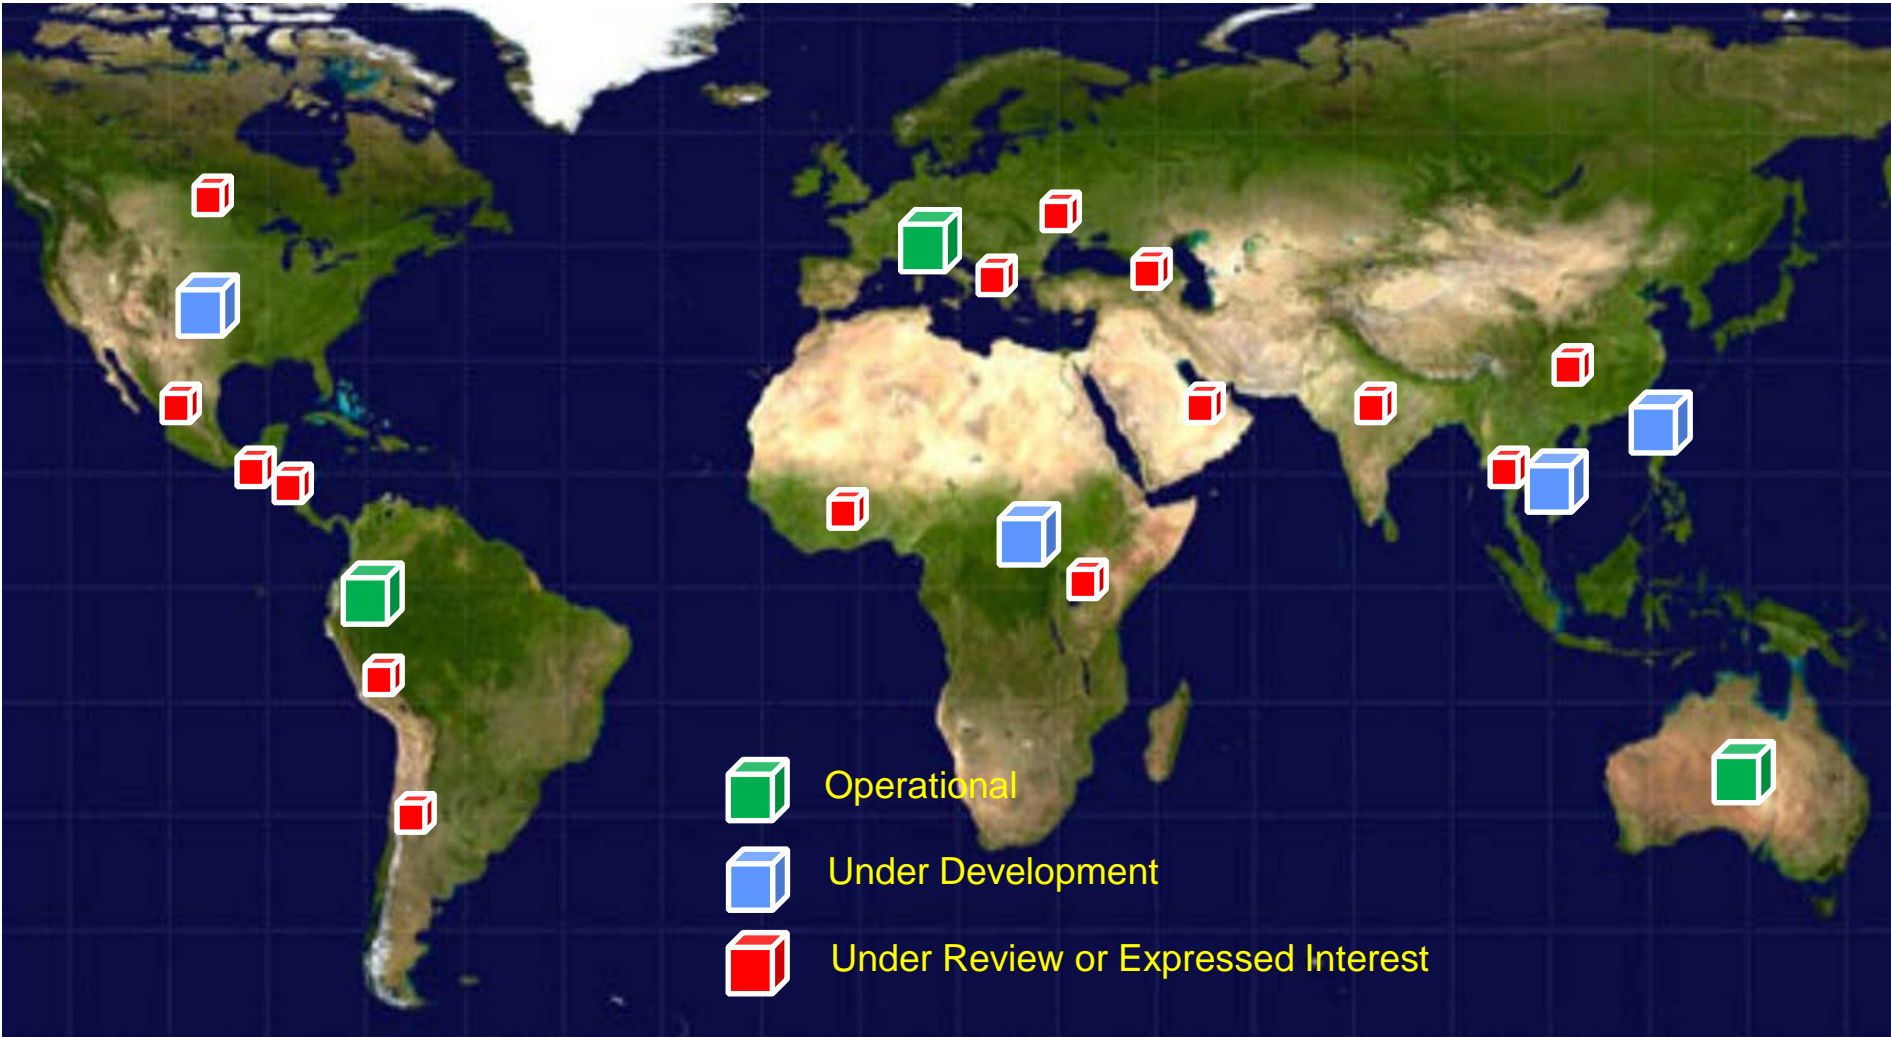 Operational
Under Development
Under Review or Expressed Interest